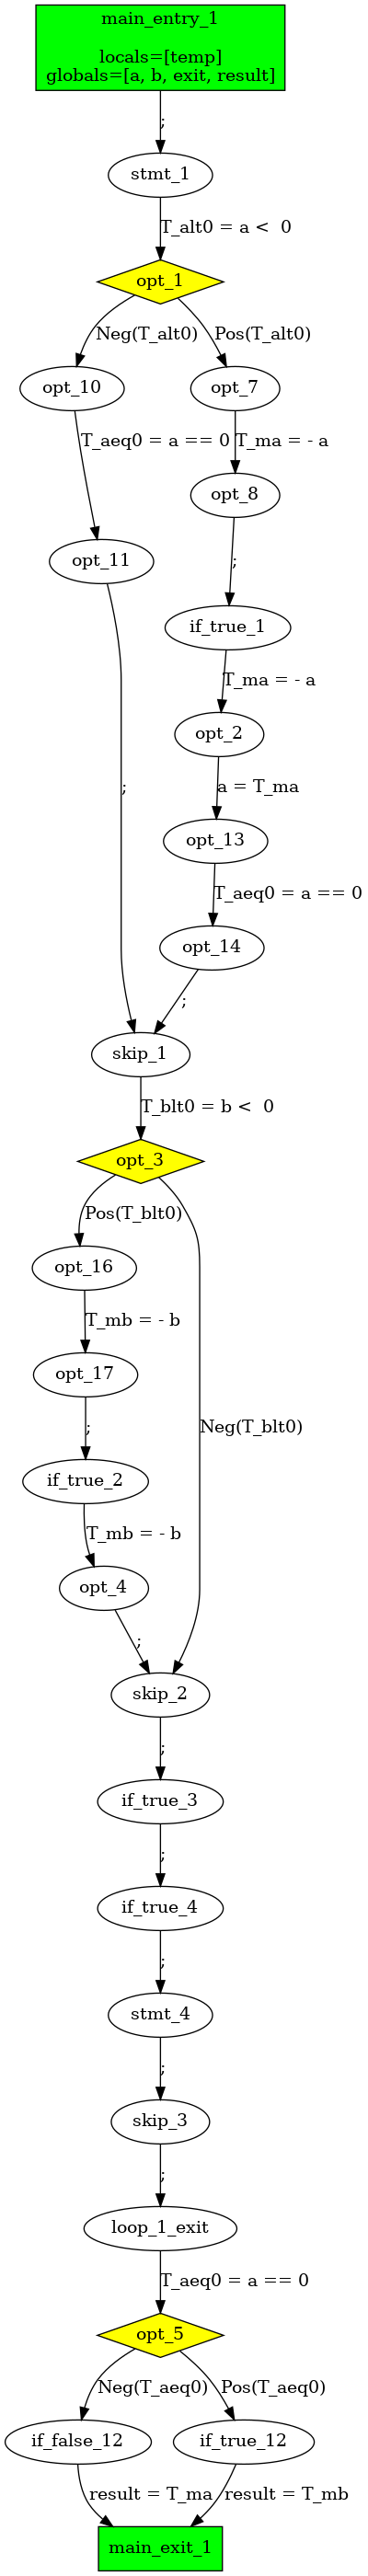 main_entry_1
locals=[temp]
globals=[a, b, exit, result]
;
stmt_1
T_alt0 = a <  0
opt_1
Neg(T_alt0)
Pos(T_alt0)
opt_10
opt_7
T_aeq0 = a == 0
T_ma = - a
opt_8
opt_11
;
if_true_1
T_ma = - a
opt_2
;
a = T_ma
opt_13
T_aeq0 = a == 0
opt_14
;
skip_1
T_blt0 = b <  0
opt_3
Pos(T_blt0)
opt_16
T_mb = - b
opt_17
;
Neg(T_blt0)
if_true_2
T_mb = - b
opt_4
;
skip_2
;
if_true_3
;
if_true_4
;
stmt_4
;
skip_3
;
loop_1_exit
T_aeq0 = a == 0
opt_5
Neg(T_aeq0)
Pos(T_aeq0)
if_false_12
if_true_12
result = T_ma
result = T_mb
main_exit_1